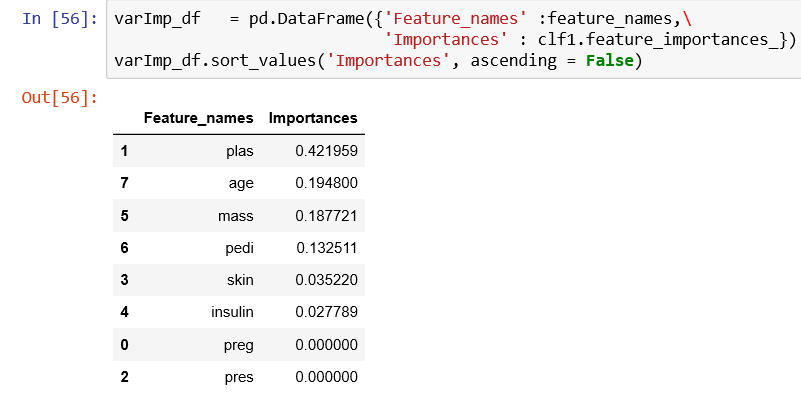 In [56]: varImp_df   = pd.DataFrame({'Feature_names' :feature_names,\
                            'Importances' : clf1.feature_importances_})
varImp_df.sort_values('Importances', ascending = False)
Out[56]:
Feature_names Importances
1 plas 0.421959
7 age 0.194800
5 mass 0.187721
6 pedi 0.132511
3 skin 0.035220
4 insulin 0.027789
0 preg 0.000000
2 pres 0.000000